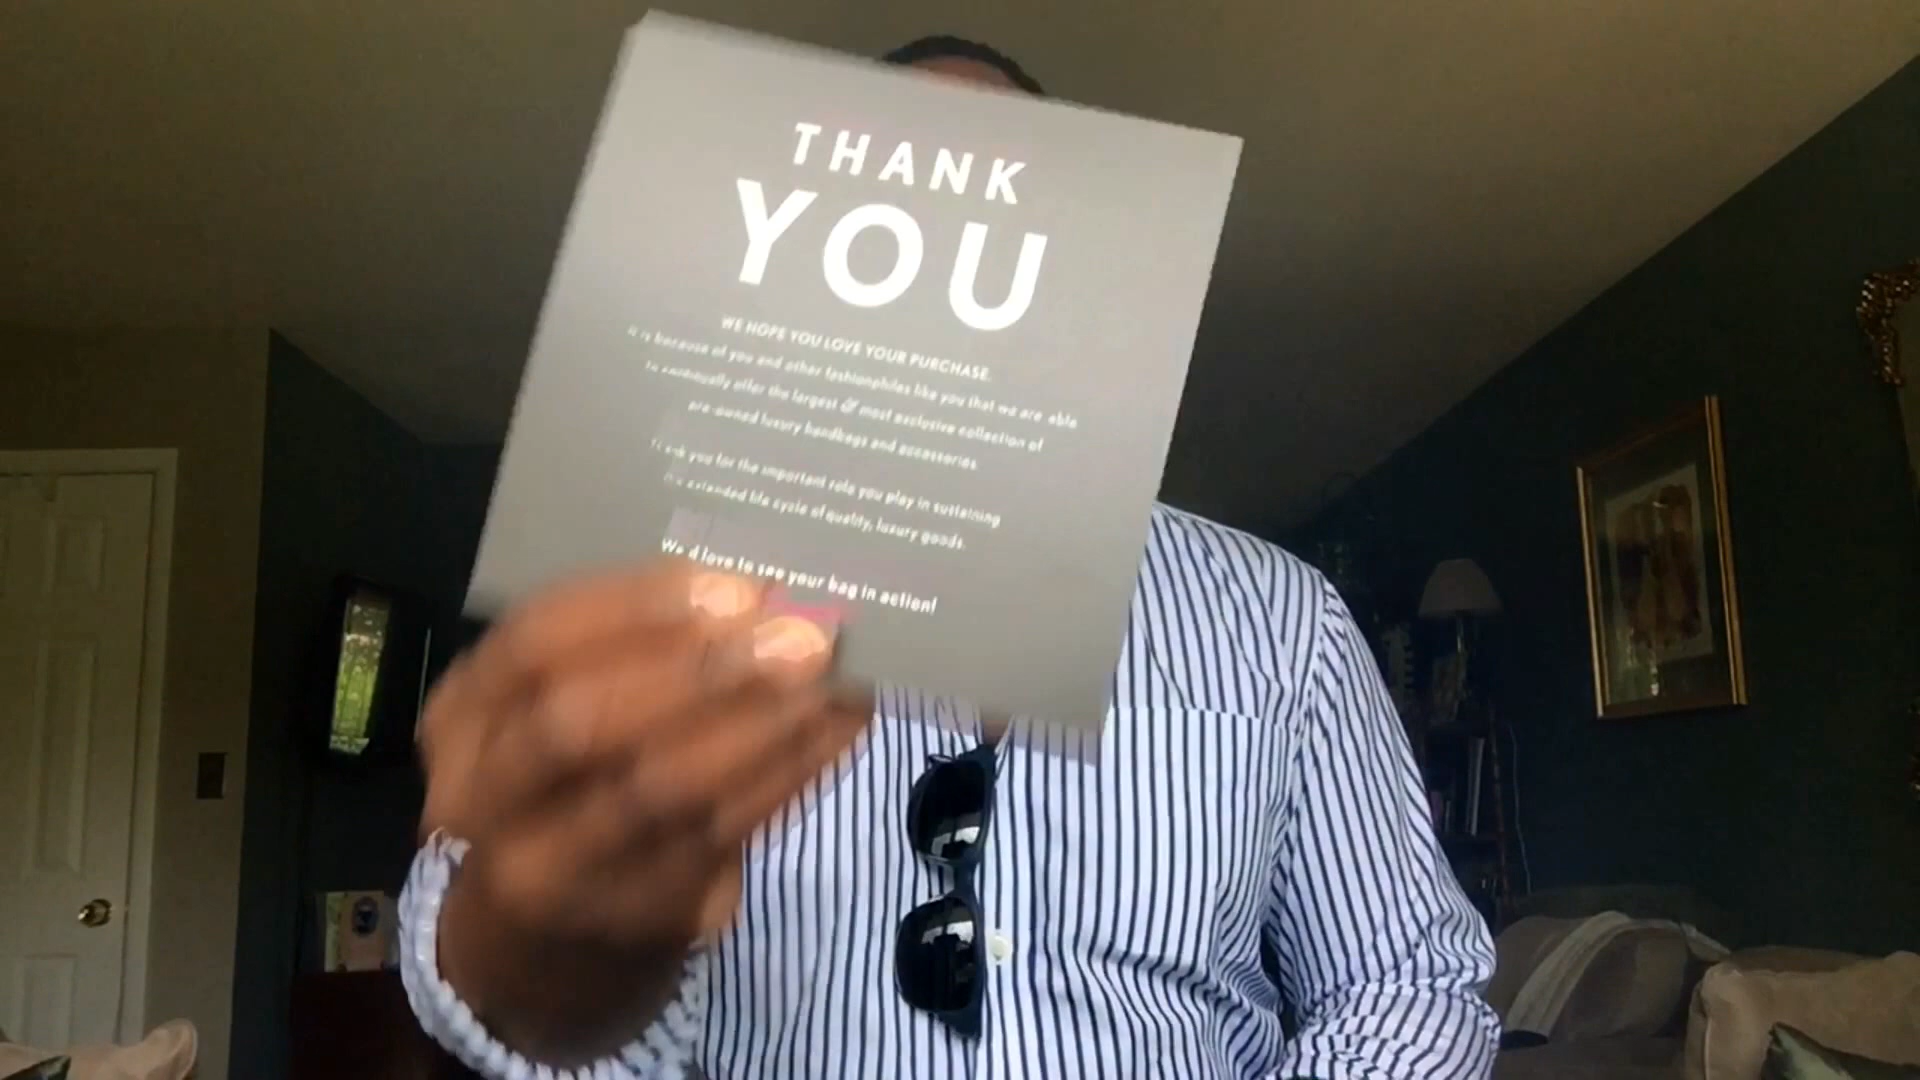 THANK
YOU
WE HOPE YOU LOVE YOUR PURCHASE.
It is because of you and other fashionphiles like you that we are able
to continually offer the largest & most exclusive collection of
pre-owned luxury handbags and accessories.
you for the important role you play in sustaining
the extended life cycle of quality, luxury goods.
We'd love to see your bag in action!